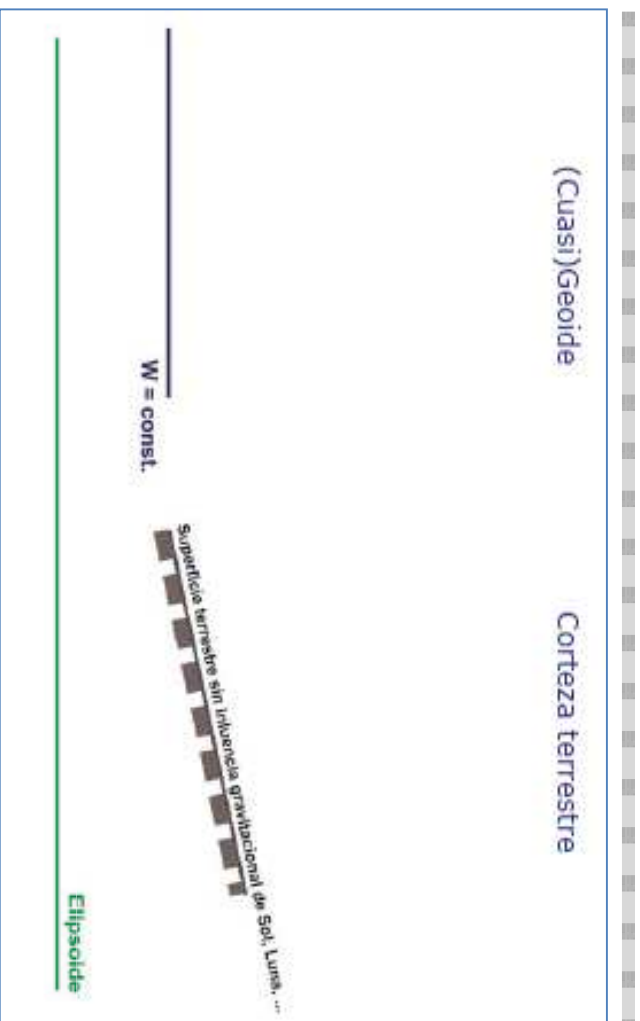 (Cuasi)Geoide
Corteza terrestre
W = const.
Superficie terrestre sin influencia gravitacional de Sol, Luna, ...
Elipsoide